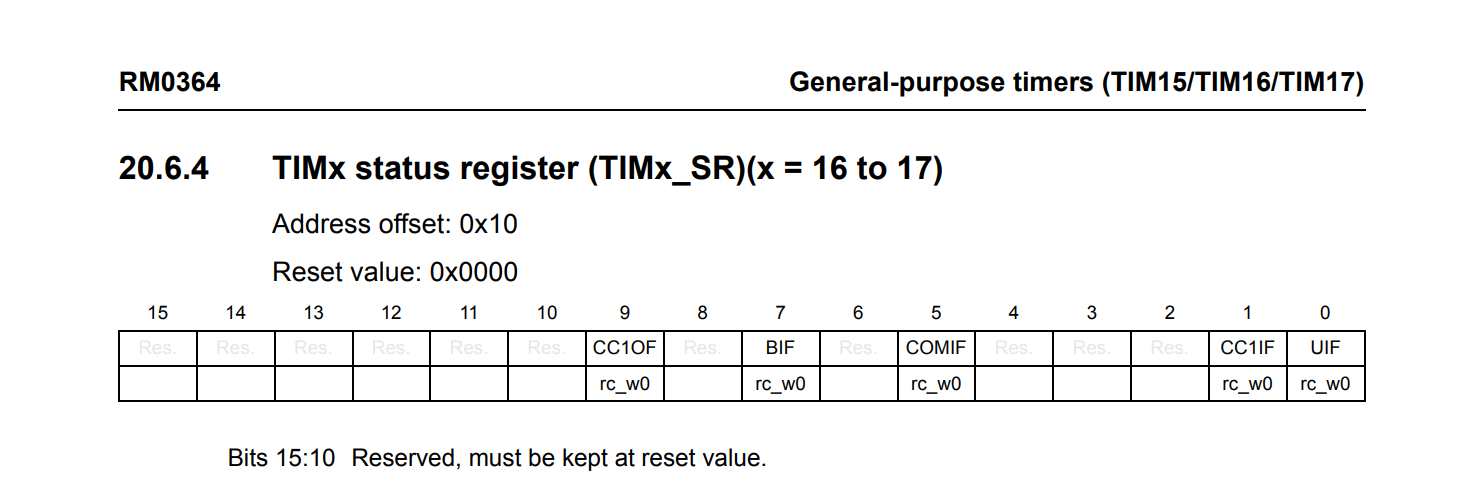 RM0364 General-purpose timers (TIM15/TIM16/TIM17)
20.6.4 TIMx status register (TIMx_SR)(x = 16 to 17)
Address offset: 0x10
Reset value: 0x0000
15 14 13 12 11 10 9 8 7 6 5 4 3 2 1 0
Res. Res. Res. Res. Res. Res. CC1OF Res. BIF Res. COMIF Res. Res. Res. CC1IF UIF
rc_w0 rc_w0 rc_w0 rc_w0 rc_w0
Bits 15:10 Reserved, must be kept at reset value.